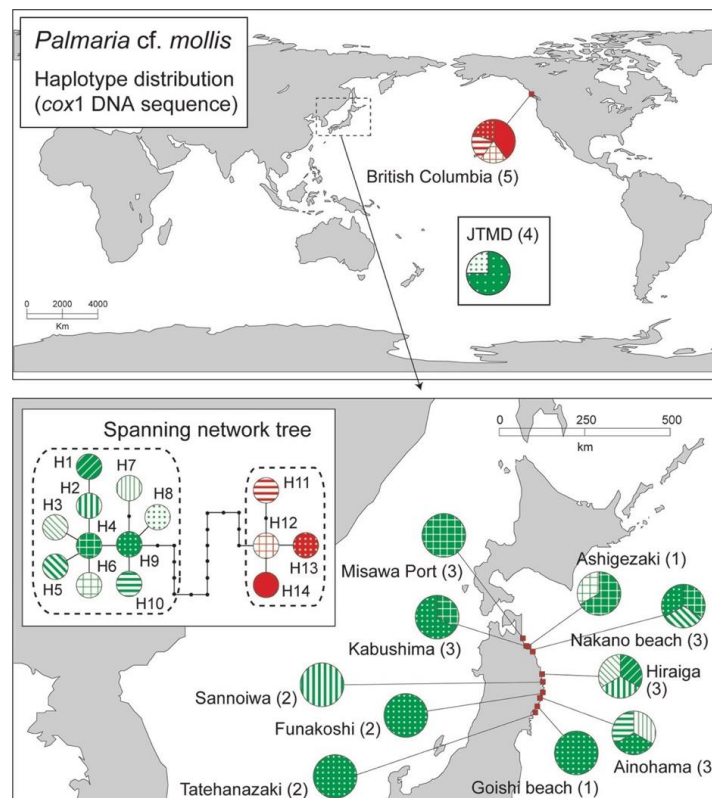 Palmaria cf. mollis
Haplotype distribution
(cox1 DNA sequence)
British Columbia (5)
JTMD (4)
0 2000 4000
Km
Spanning network tree
H1
H7
H2
H8
H3
H4
H9
H6
H5
H10
H11
H12
H13
H14
0 250 500
km
Misawa Port (3)
Ashigezaki (1)
Kabushima (3)
Nakano beach (3)
Hiraiga
(3)
Sannoiwa (2)
Funakoshi (2)
Ainohama (3)
Tatehanazaki (2)
Goishi beach (1)